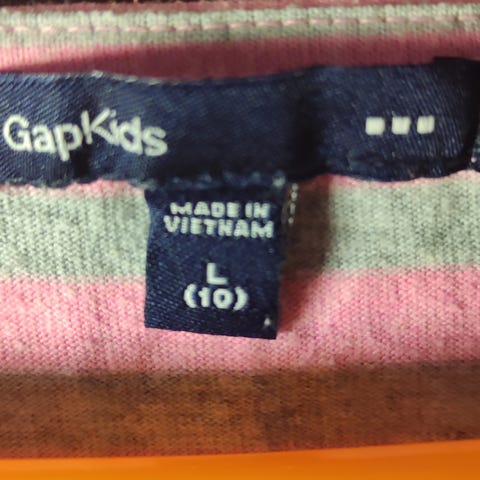 GapKids
MADE IN
VIETNAM
L
(10)